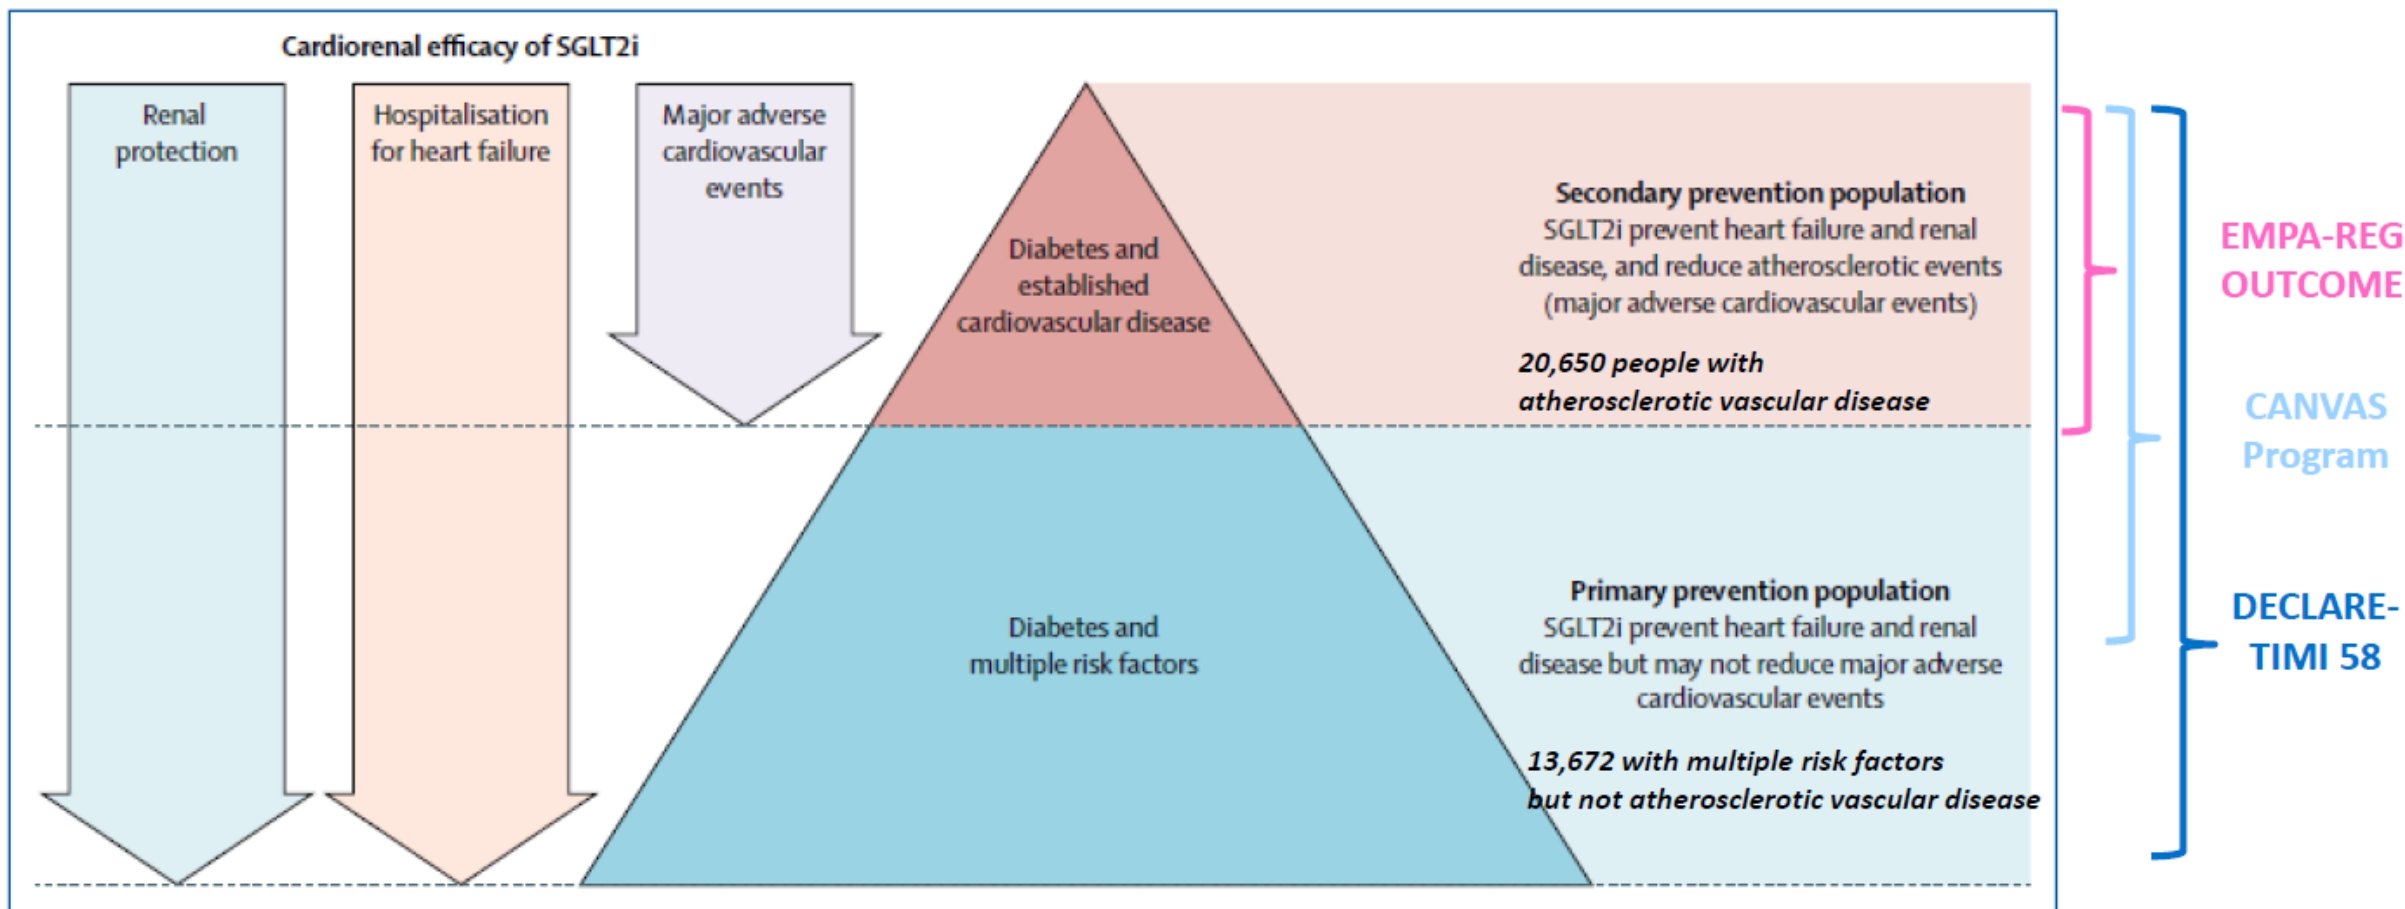 Cardiorenal efficacy of SGLT2i
Renal
protection
Hospitalisation
for heart failure
Major adverse
cardiovascular
events
Diabetes and
established
cardiovascular disease
Secondary prevention population
SGLT2i prevent heart failure and renal
disease, and reduce atherosclerotic events
(major adverse cardiovascular events)
20,650 people with
atherosclerotic vascular disease
Diabetes and
multiple risk factors
Primary prevention population
SGLT2i prevent heart failure and renal
disease but may not reduce major adverse
cardiovascular events
13,672 with multiple risk factors
but not atherosclerotic vascular disease
EMPA-REG
OUTCOME
CANVAS
Program
DECLARE-
TIMI 58